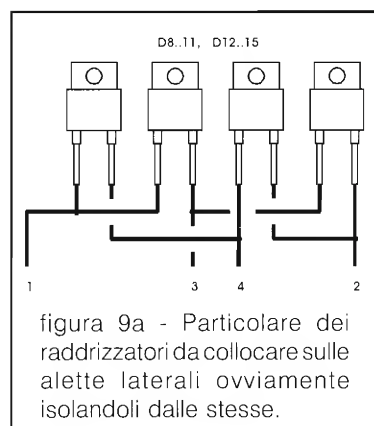 D8..11, D12..15
1 3 4 2
figura 9a - Particolare dei
raddrizzatori da collocare sulle
alette laterali ovviamente
isolandoli dalle stesse.